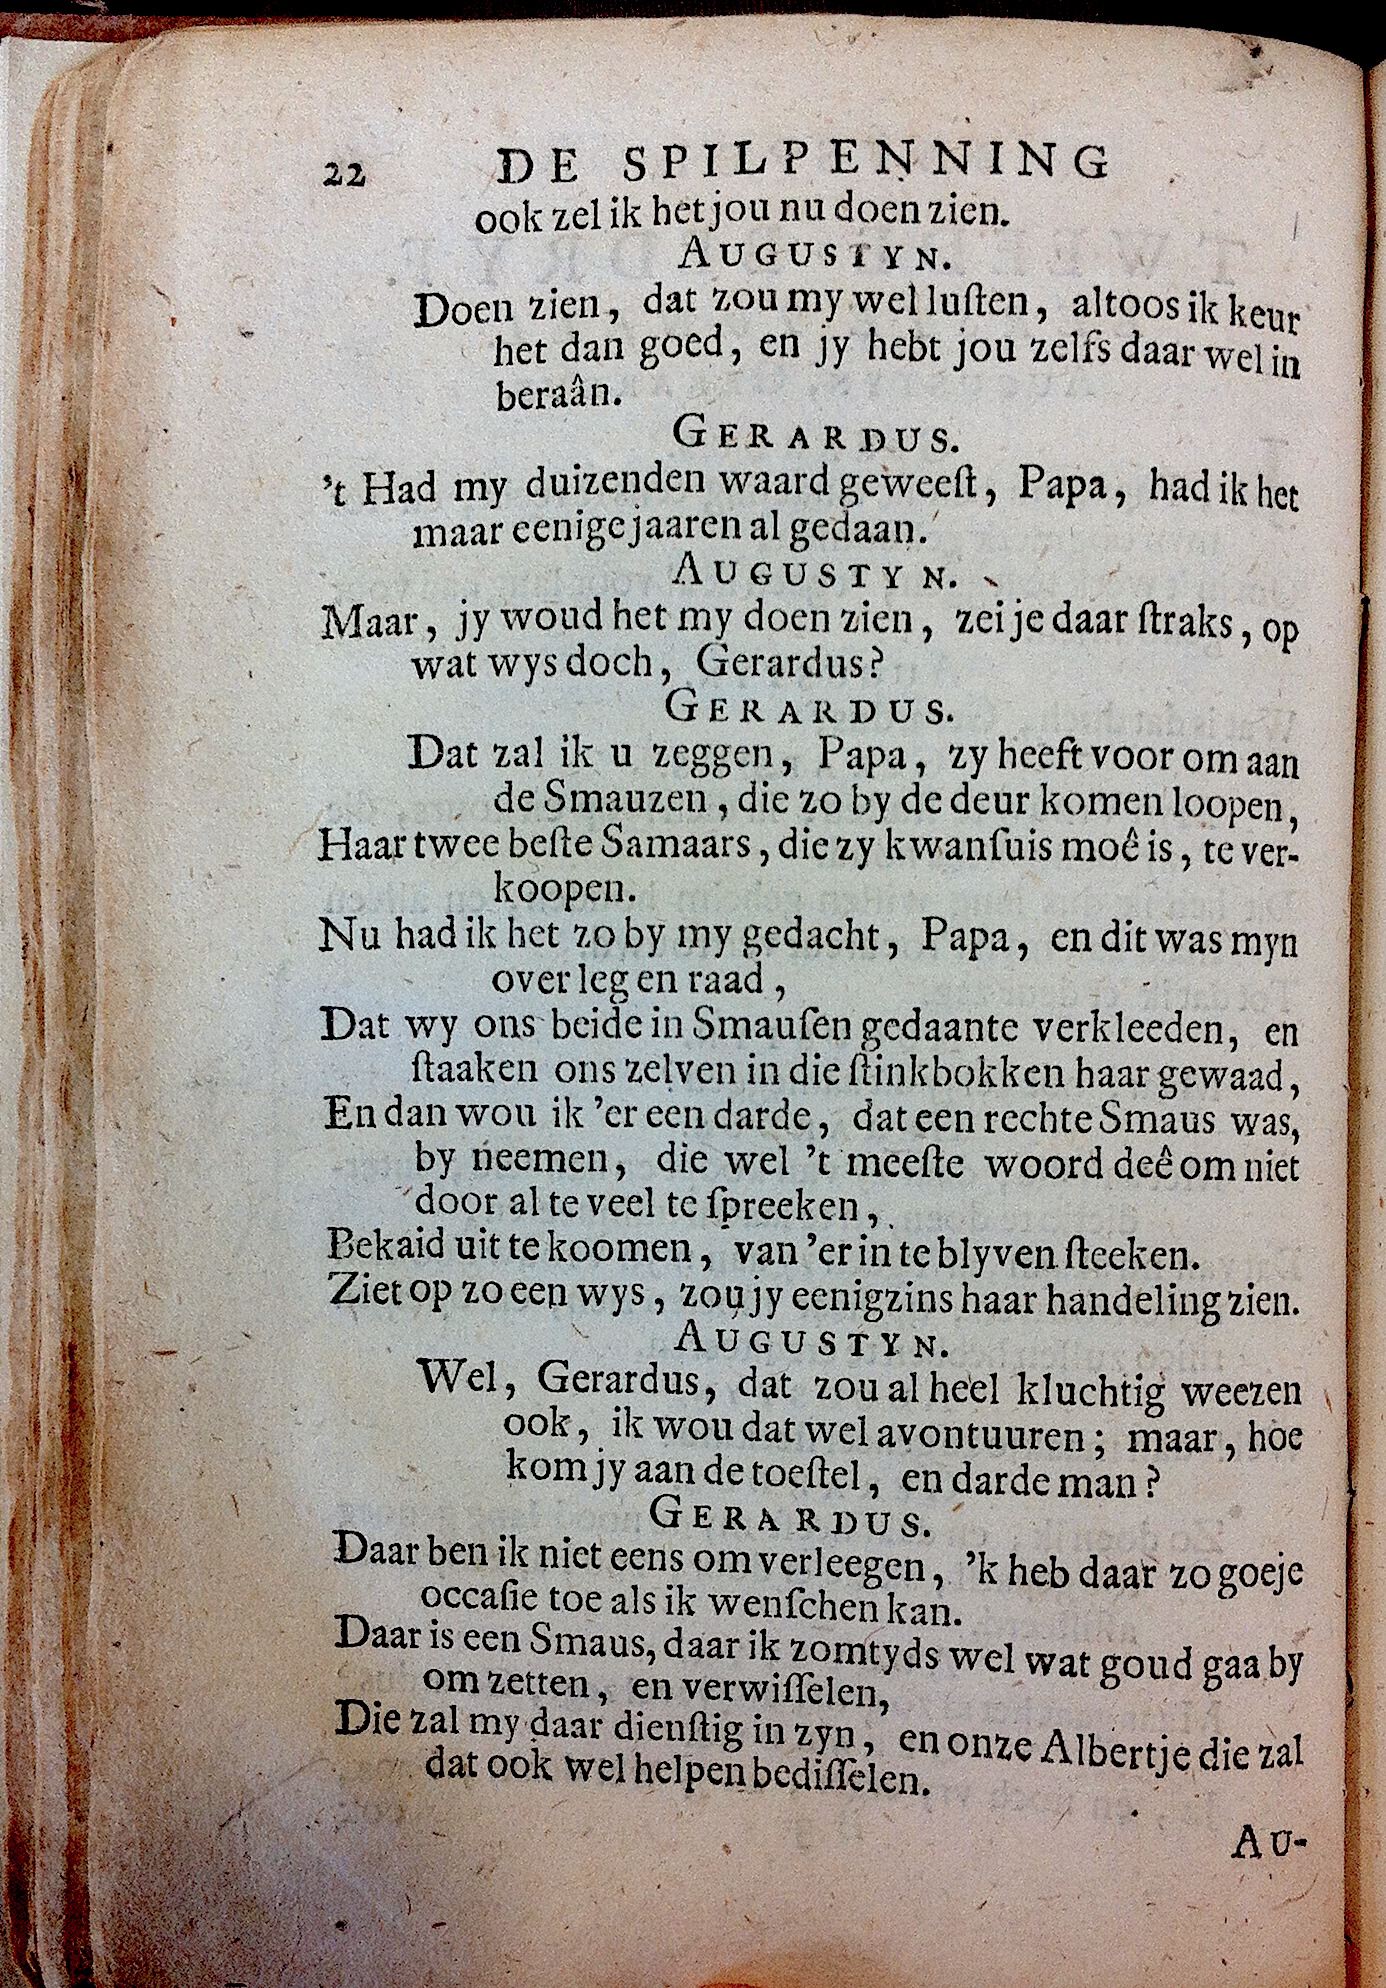 22 DE SPILPENNING
ook zel ik het jou nu doen zien.
AUGUSTYN.
Doen zien, dat zou my wel luſten, altoos ik keur
het dan goed, en jy hebt jou zelfs daar wel in
beraân.
GERARDUS.
't Had my duizenden waard geweeſt, Papa, had ik het
maar eenige jaaren al gedaan.
AUGUSTYN.
Maar, jy woud het my doen zien, zei je daar ſtraks, op
wat wys doch, Gerardus?
GERARDUS.
Dat zal ik u zeggen, Papa, zy heeft voor om aan
de Smauzen, die zo by de deur komen loopen,
Haar twee beſte Samaars, die zy kwanſuis moê is, te ver-
koopen.
Nu had ik het zo by my gedacht, Papa, en dit was myn
overleg en raad,
Dat wy ons beide in Smauſen gedaante verkleeden, en
ſtaaken ons zelven in die ſtinkbokken haar gewaad,
En dan wou ik 'er een darde, dat een rechte Smaus was,
by neemen, die wel 't meeſte woord deê om niet
door al te veel te ſpreeken,
Bekaid uit te koomen, van 'er in te blyven ſteeken.
Ziet op zo een wys, zou jy eenigzins haar handeling zien.
AUGUSTYN.
Wel, Gerardus, dat zou al heel kluchtig weezen
ook, ik wou dat wel avontuuren; maar, hoe
kom jy aan de toeſtel, en darde man?
GERARDUS.
Daar ben ik niet eens om verleegen, 'k heb daar zo goeje
occaſie toe als ik wenſchen kan.
Daar is een Smaus, daar ik zomtyds wel wat goud gaa by
om zetten, en verwiſſelen,
Die zal my daar dienſtig in zyn, en onze Albertje die zal
dat ook wel helpen bediſſelen.
AU-